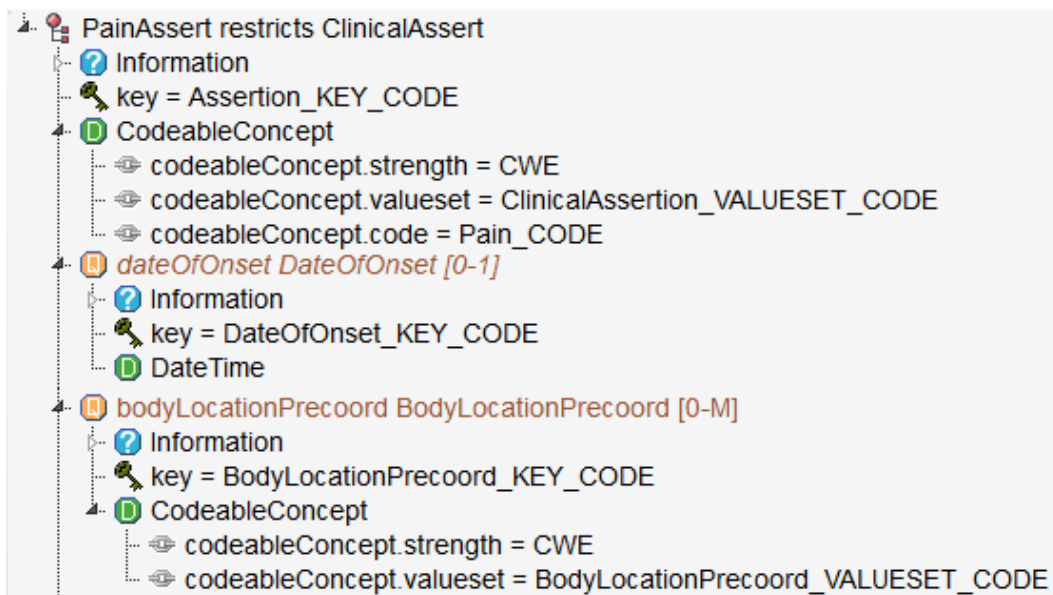 PainAssert restricts ClinicalAssert
Information
key = Assertion_KEY_CODE
CodeableConcept
codeableConcept.strength = CWE
codeableConcept.valueset = ClinicalAssertion_VALUESET_CODE
codeableConcept.code = Pain_CODE
dateOfOnset DateOfOnset [0-1]
Information
key = DateOfOnset_KEY_CODE
DateTime
bodyLocationPrecoord BodyLocationPrecoord [0-M]
Information
key = BodyLocationPrecoord_KEY_CODE
CodeableConcept
codeableConcept.strength = CWE
codeableConcept.valueset = BodyLocationPrecoord_VALUESET_CODE